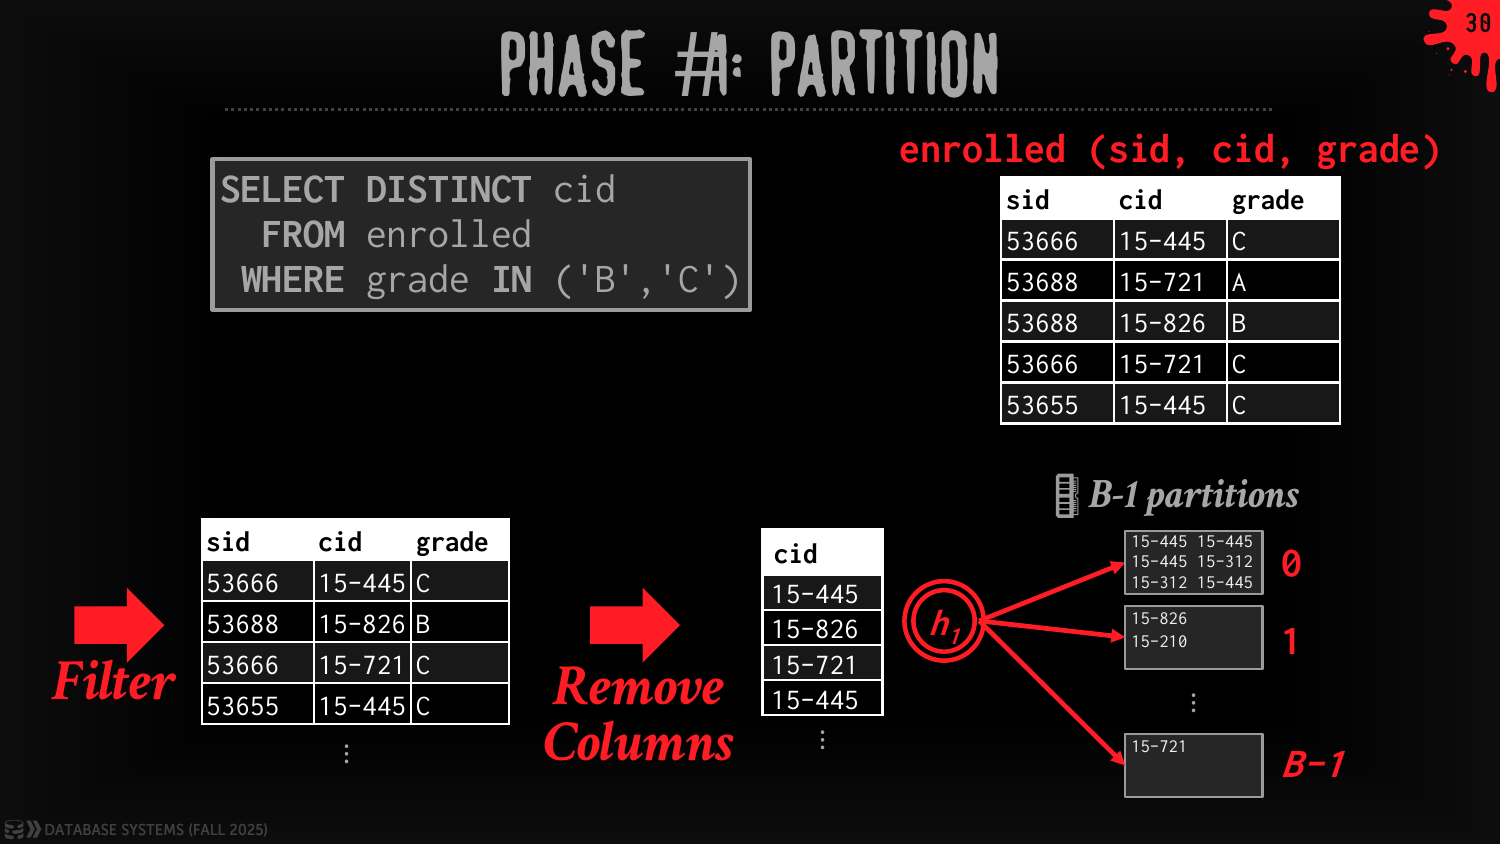 30
PHASE #1: PARTITION
SELECT DISTINCT cid
FROM enrolled
WHERE grade IN ('B','C')
enrolled (sid, cid, grade)
sid cid grade
53666 15-445 C
53688 15-721 A
53688 15-826 B
53666 15-721 C
53655 15-445 C
Filter
sid cid grade
53666 15-445 C
53688 15-826 B
53666 15-721 C
53655 15-445 C
⋮
Remove
Columns
cid
15-445
15-826
15-721
15-445
⋮
h1
B-1 partitions
15-445 15-445
15-445 15-312
15-312 15-445
0
15-826
15-210
1
⋮
15-721
B-1
DATABASE SYSTEMS (FALL 2025)